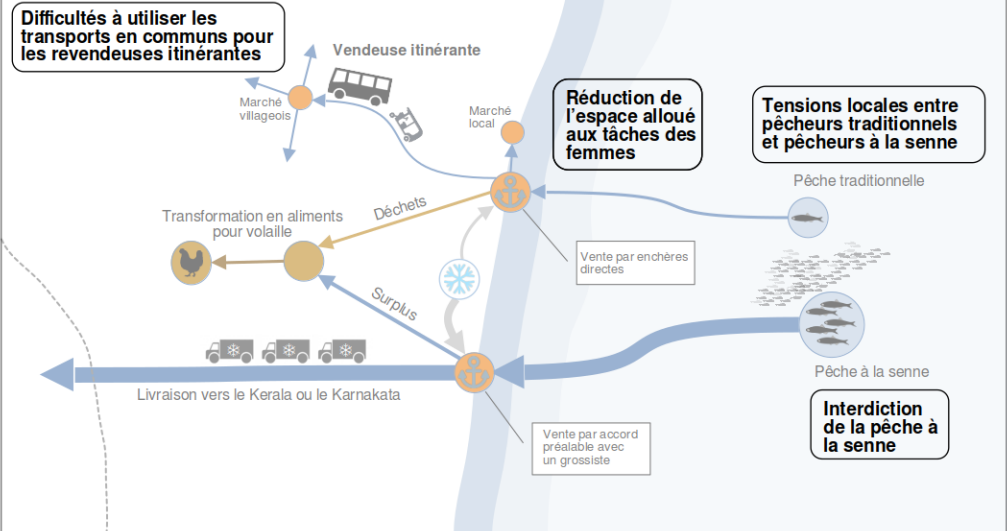 Difficultés à utiliser les
transports en communs pour
les revendeuses itinérantes
Vendeuse itinérante
Marché
villageois
Marché
local
Réduction de
l'espace alloué
aux tâches des
femmes
Tensions locales entre
pêcheurs traditionnels
et pêcheurs à la senne
Pêche traditionnelle
Déchets
Transformation en aliments
pour volaille
Vente par enchères
directes
Surplus
Livraison vers le Kerala ou le Karnakata
Pêche à la senne
Interdiction
de la pêche à
la senne
Vente par accord
préalable avec
un grossiste